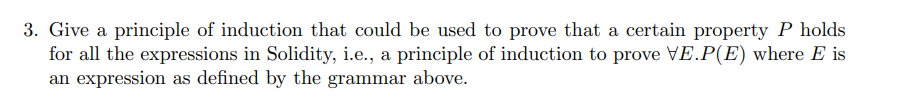 3. Give a principle of induction that could be used to prove that a certain property P holds
for all the expressions in Solidity, i.e., a principle of induction to prove ∀E.P(E) where E is
an expression as defined by the grammar above.